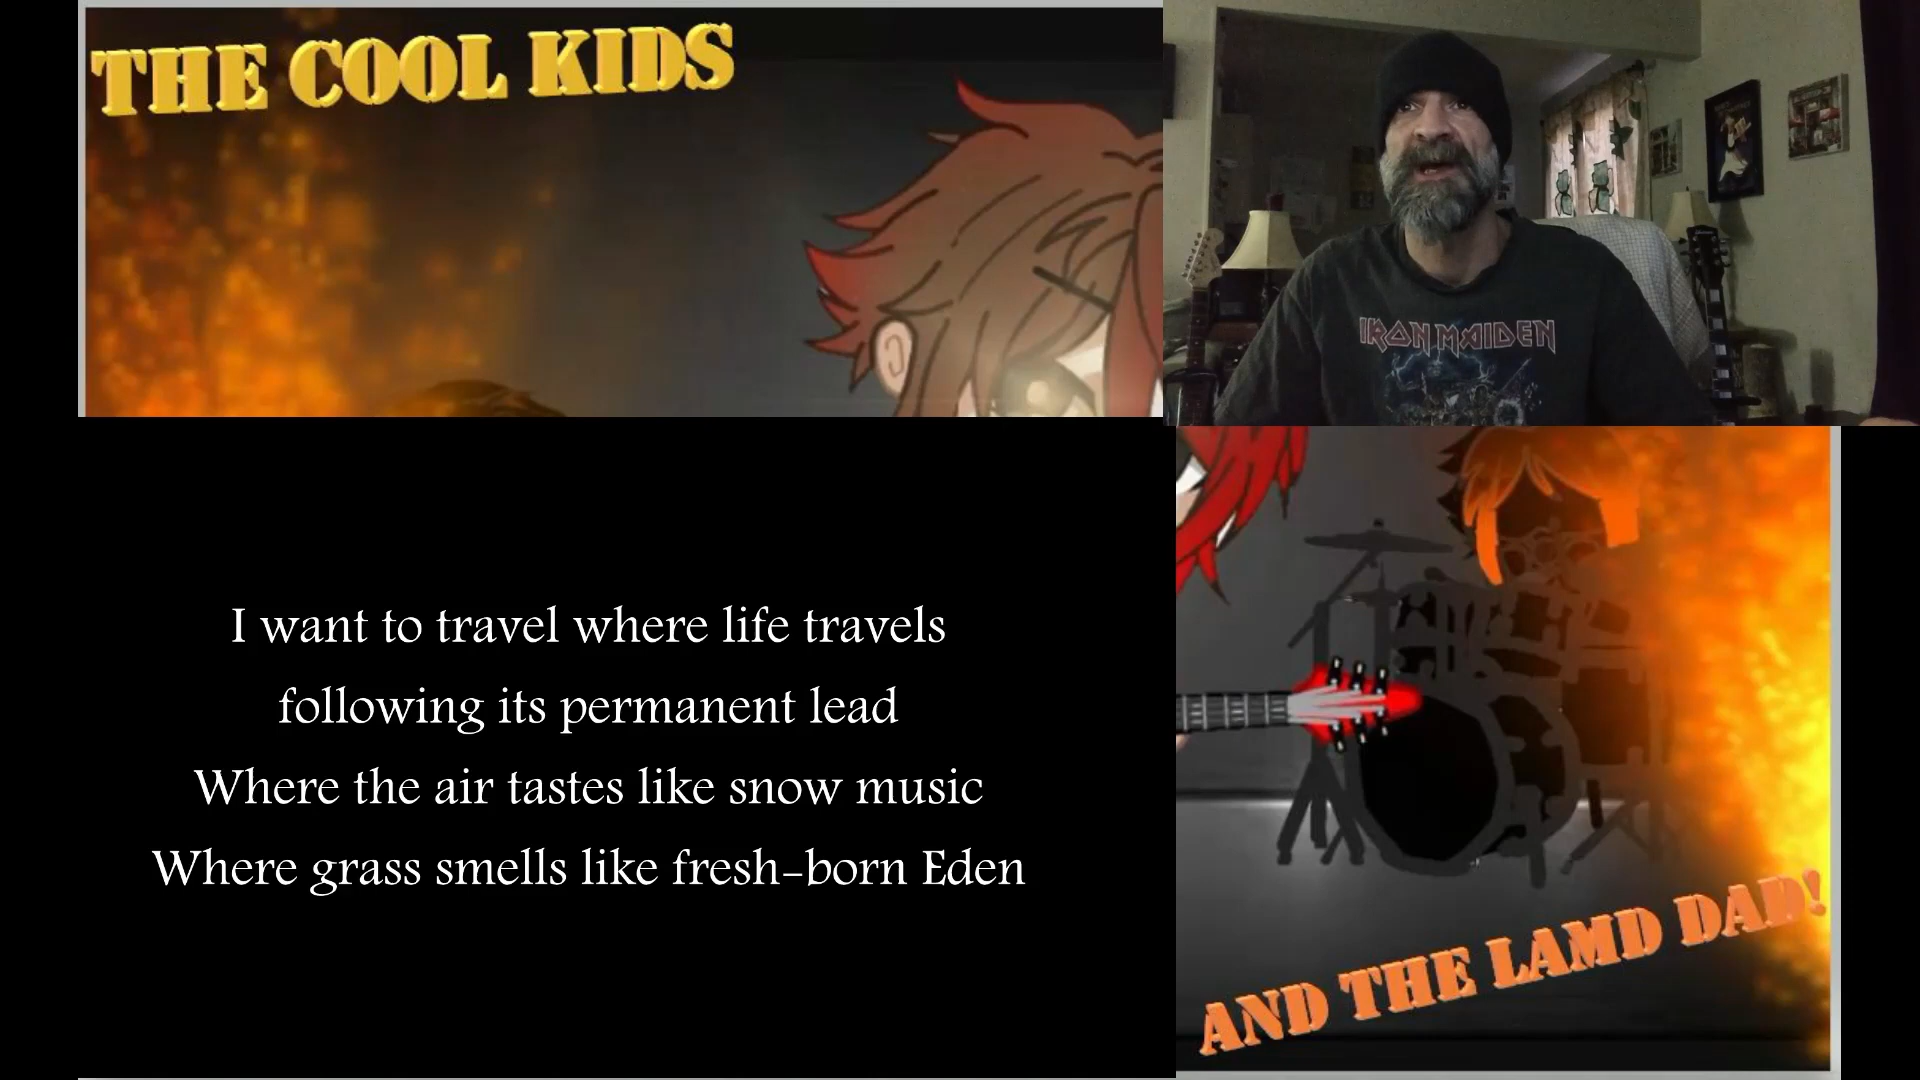 THE COOL KIDS
IRON MAIDEN
I want to travel where life travels
following its permanent lead
Where the air tastes like snow music
Where grass smells like fresh-born Eden
AND THE LAMD DAD!